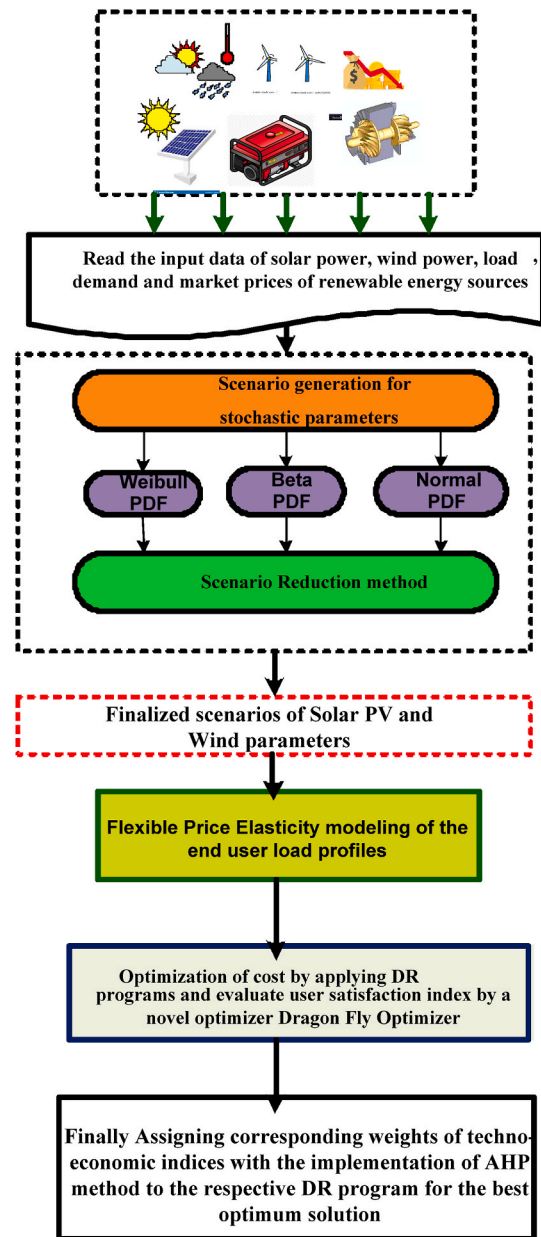 $
Read the input data of solar power, wind power, load ,
demand and market prices of renewable energy sources
Scenario generation for
stochastic parameters
Weibull
PDF
Beta
PDF
Normal
PDF
Scenario Reduction method
Finalized scenarios of Solar PV and
Wind parameters
Flexible Price Elasticity modeling of the
end user load profiles
Optimization of cost by applying DR
programs and evaluate user satisfaction index by a
novel optimizer Dragon Fly Optimizer
Finally Assigning corresponding weights of techno-
economic indices with the implementation of AHP
method to the respective DR program for the best
optimum solution